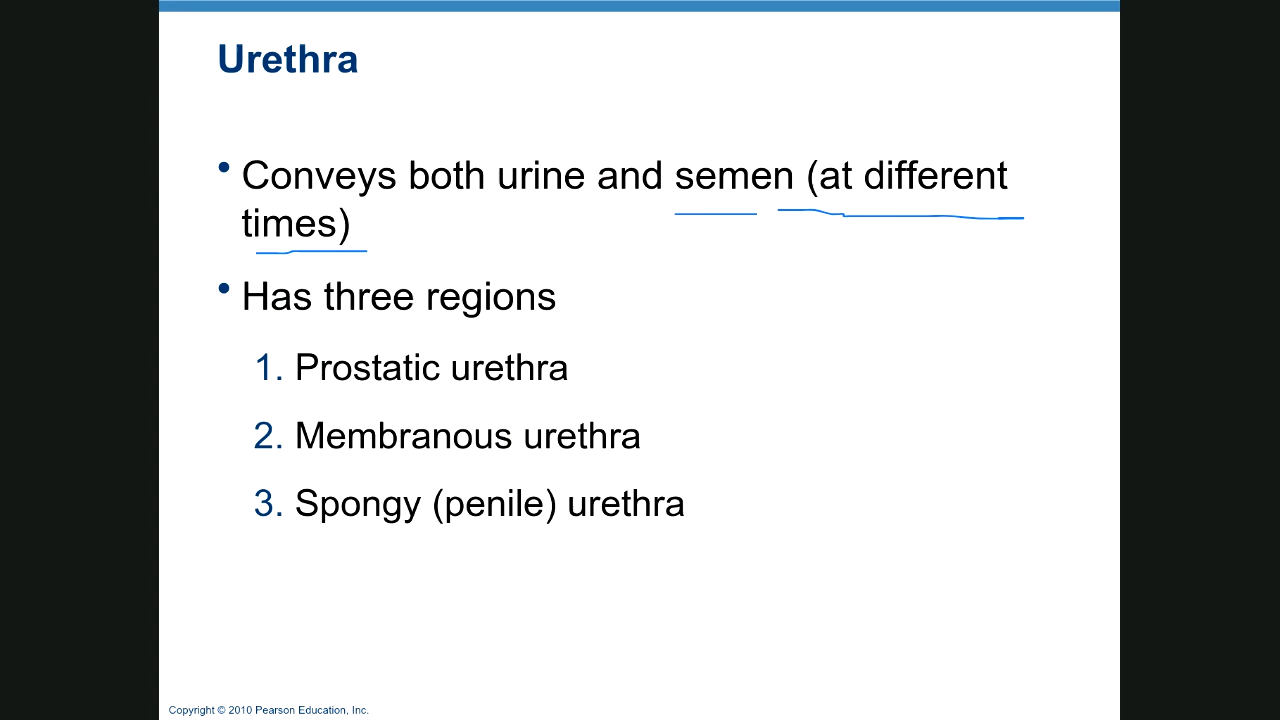 Urethra
• Conveys both urine and semen (at different
times)
• Has three regions
1. Prostatic urethra
2. Membranous urethra
3. Spongy (penile) urethra
Copyright © 2010 Pearson Education, Inc.